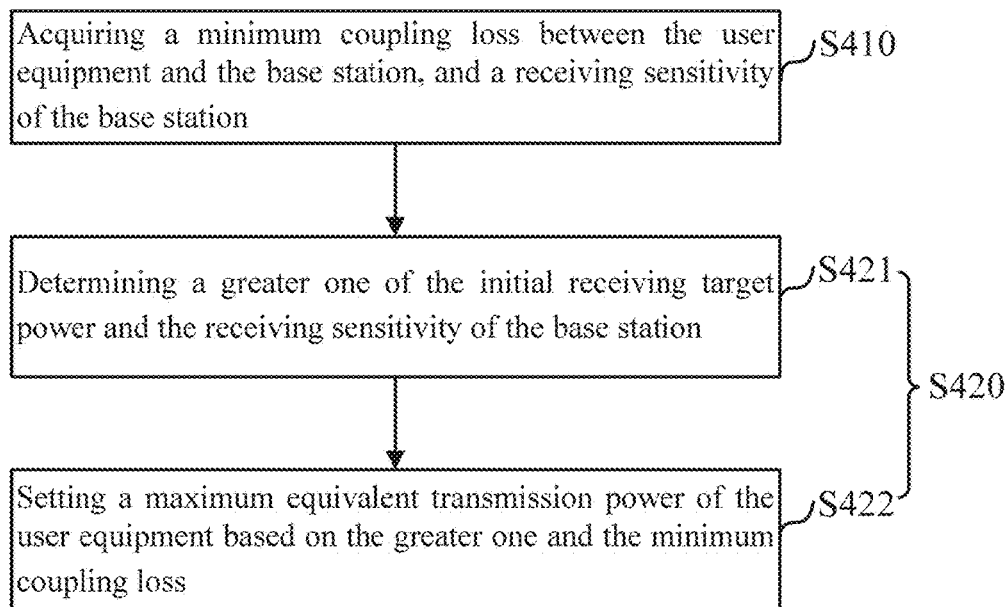 Acquiring a minimum coupling loss between the user
equipment and the base station, and a receiving sensitivity
of the base station
S410
Determining a greater one of the initial receiving target
power and the receiving sensitivity of the base station
S421
S420
Setting a maximum equivalent transmission power of the
user equipment based on the greater one and the minimum
coupling loss
S422